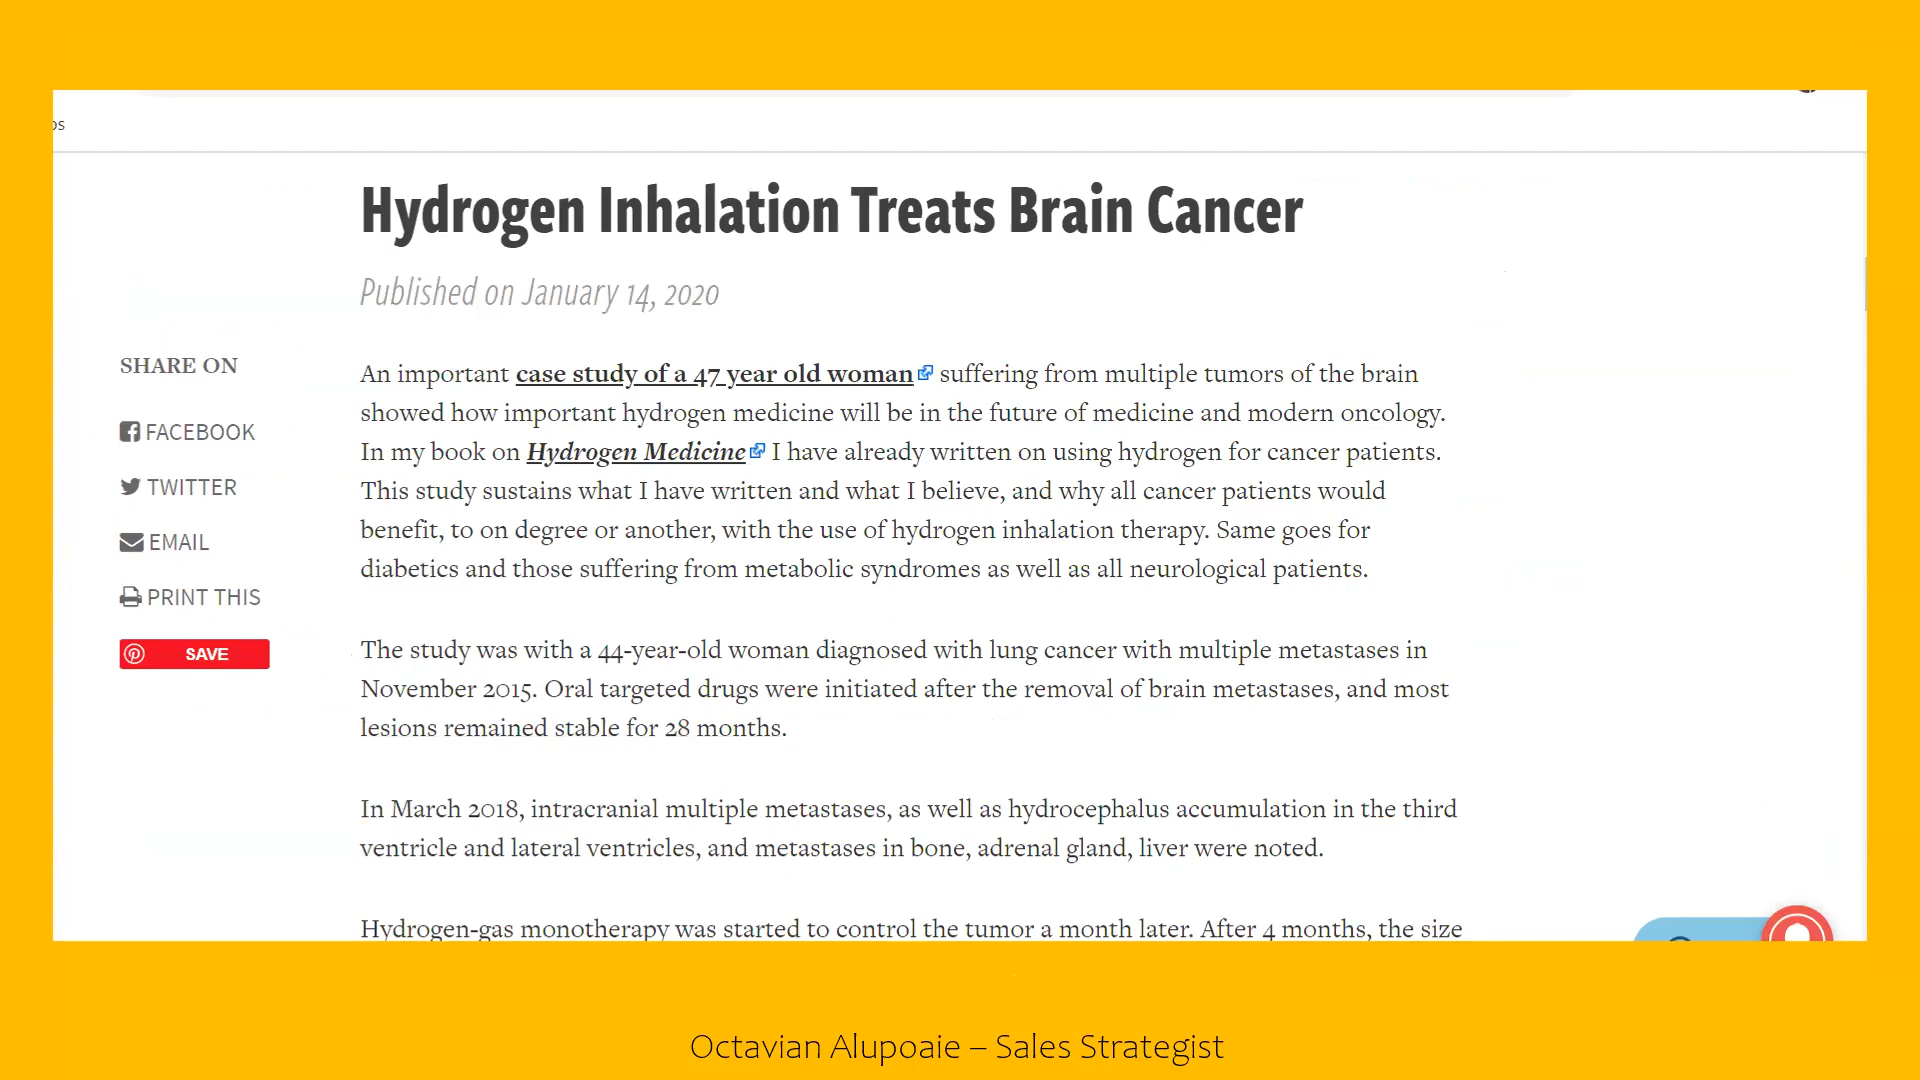 ps
Hydrogen Inhalation Treats Brain Cancer
Published on January 14, 2020
SHARE ON
FACEBOOK
TWITTER
EMAIL
PRINT THIS
SAVE
An important case study of a 47 year old woman suffering from multiple tumors of the brain
showed how important hydrogen medicine will be in the future of medicine and modern oncology.
In my book on Hydrogen Medicine I have already written on using hydrogen for cancer patients.
This study sustains what I have written and what I believe, and why all cancer patients would
benefit, to on degree or another, with the use of hydrogen inhalation therapy. Same goes for
diabetics and those suffering from metabolic syndromes as well as all neurological patients.
The study was with a 44-year-old woman diagnosed with lung cancer with multiple metastases in
November 2015. Oral targeted drugs were initiated after the removal of brain metastases, and most
lesions remained stable for 28 months.
In March 2018, intracranial multiple metastases, as well as hydrocephalus accumulation in the third
ventricle and lateral ventricles, and metastases in bone, adrenal gland, liver were noted.
Hydrogen-gas monotherapy was started to control the tumor a month later. After 4 months, the size
Octavian Alupoaie – Sales Strategist